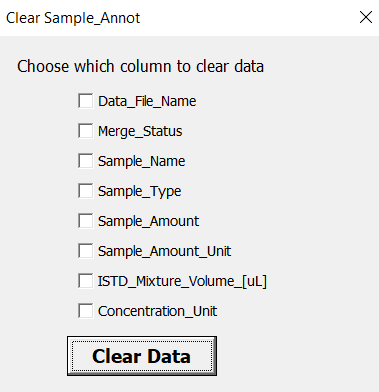 Clear Sample_Annot
Choose which column to clear data
Data_File_Name
Merge_Status
Sample_Name
Sample_Type
Sample_Amount
Sample_Amount_Unit
ISTD_Mixture_Volume_[uL]
Concentration_Unit
Clear Data